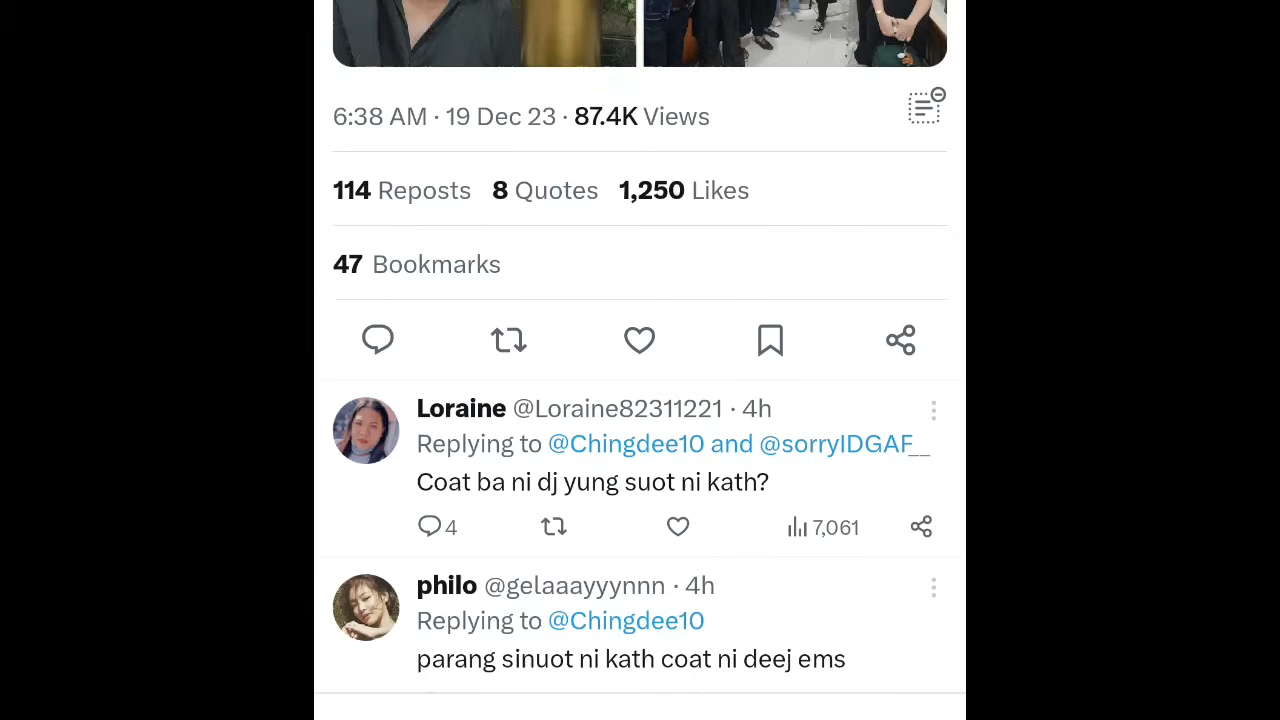 6:38 AM · 19 Dec 23 · 87.4K Views
114 Reposts 8 Quotes 1,250 Likes
47 Bookmarks
Loraine @Loraine82311221 · 4h
Replying to @Chingdee10 and @sorryIDGAF__
Coat ba ni dj yung suot ni kath?
4 7,061
philo @gelaaayyynnn · 4h
Replying to @Chingdee10
parang sinuot ni kath coat ni deej ems